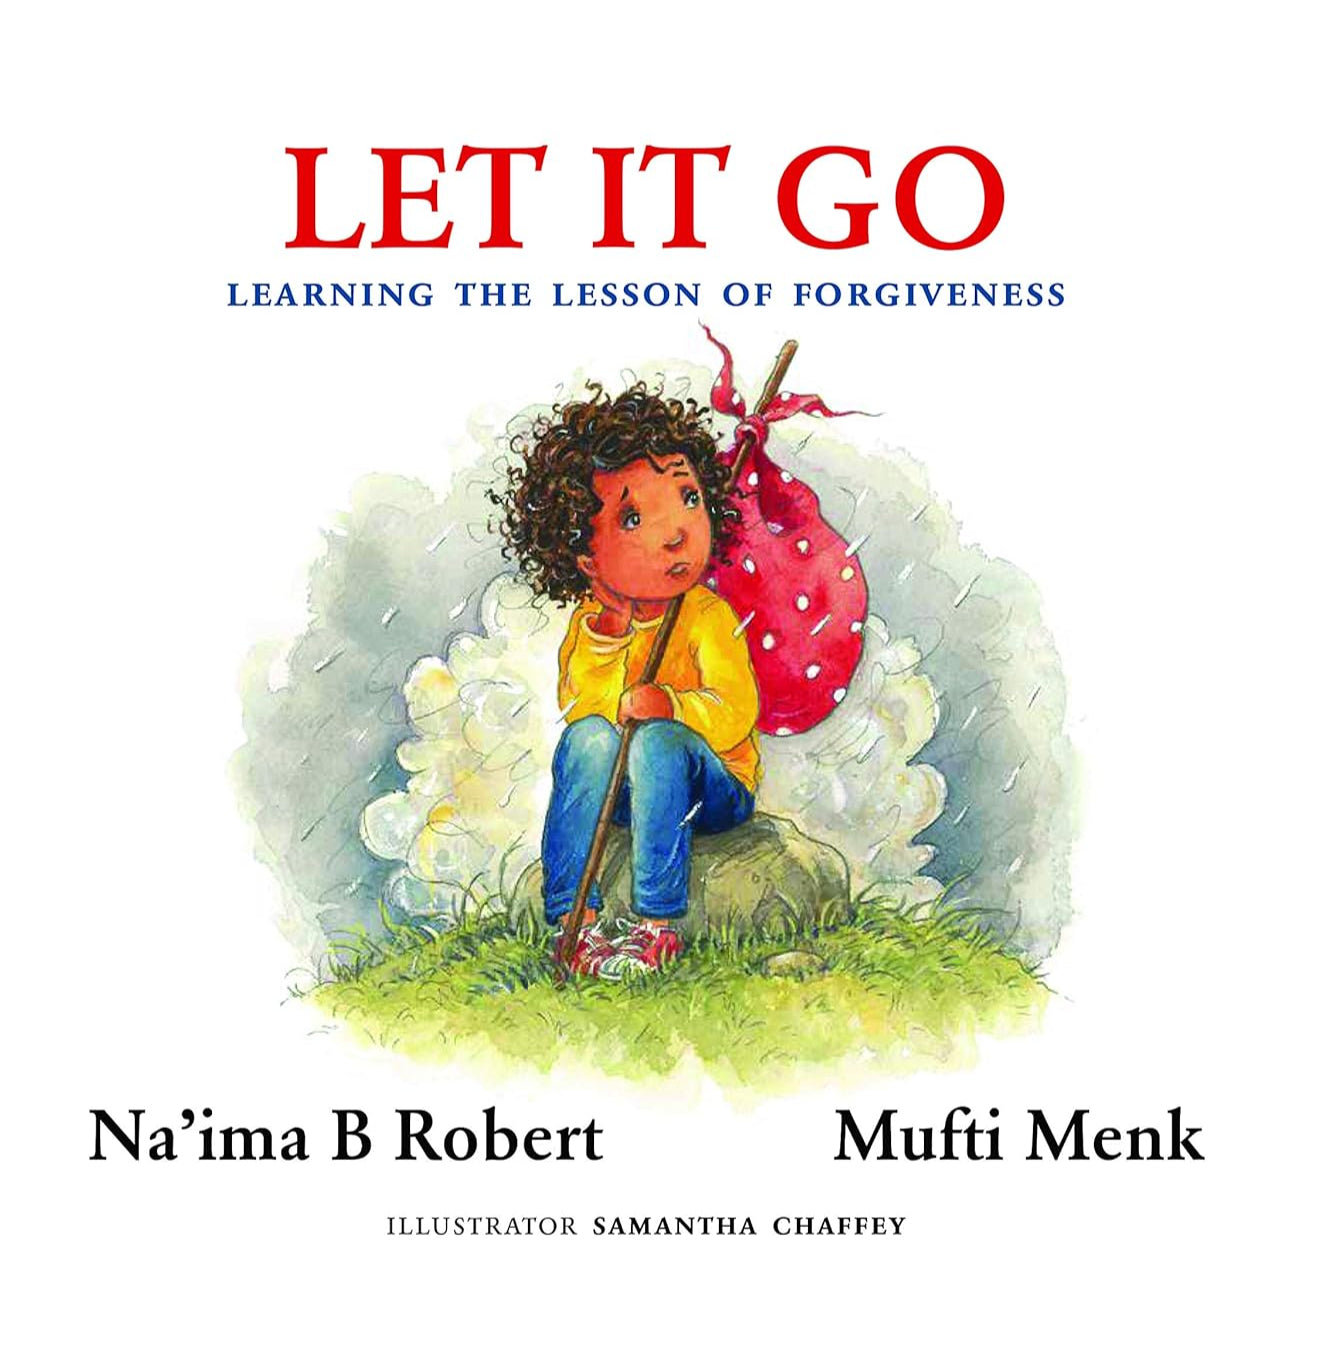 LET IT GO
LEARNING THE LESSON OF FORGIVENESS
Na’ima B Robert
Mufti Menk
ILLUSTRATOR SAMANTHA CHAFFEY